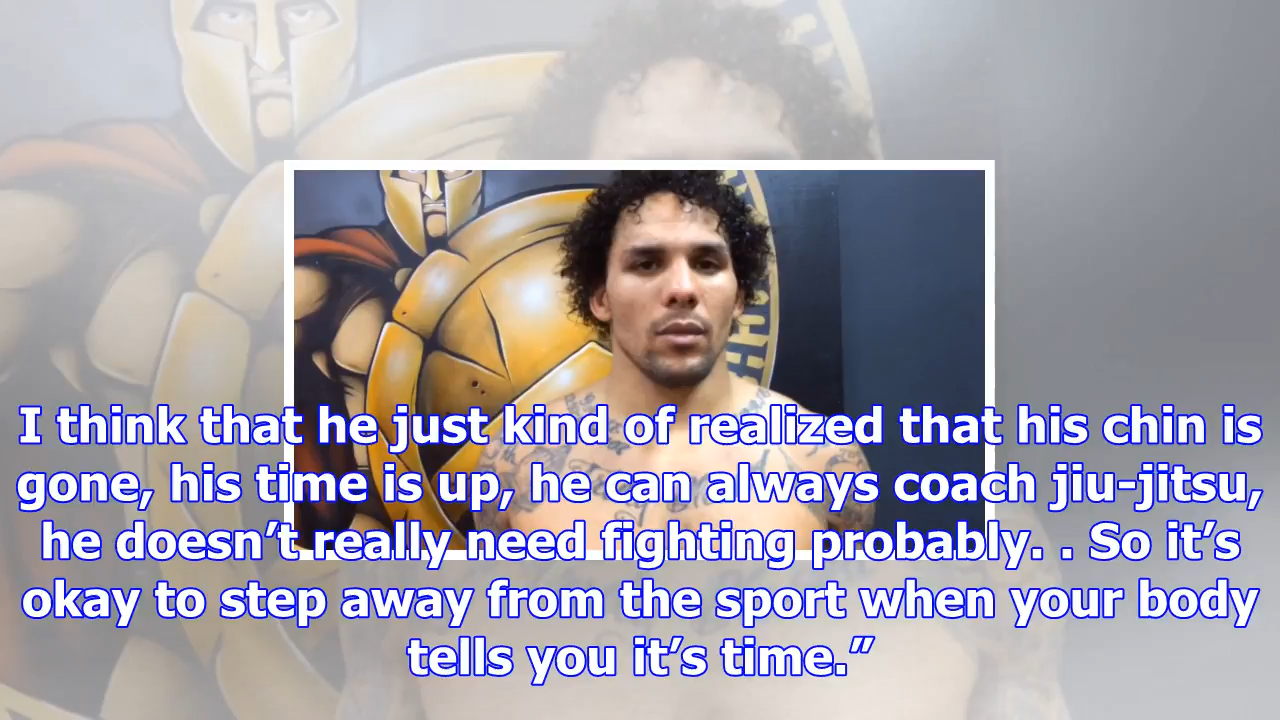 I think that he just kind of realized that his chin is
gone, his time is up, he can always coach jiu-jitsu,
he doesn’t really need fighting probably. . So it’s
okay to step away from the sport when your body
tells you it’s time.”